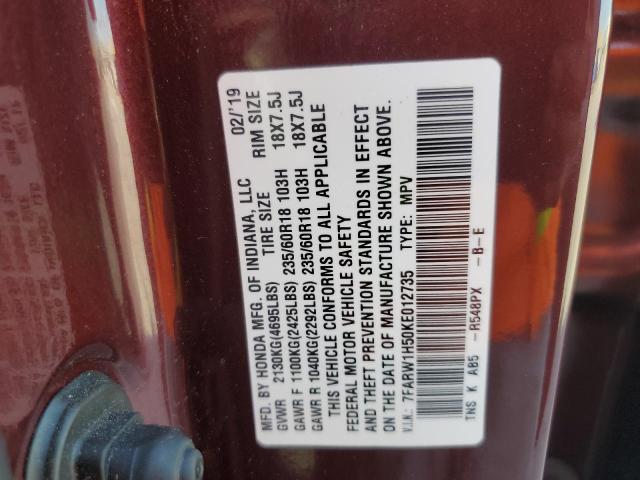 MFD. BY HONDA MFG. OF INDIANA, LLC 02/'19
GVWR 2130KG(4695LBS) TIRE SIZE RIM SIZE
GAWR F 1100KG(2425LBS) 235/60R18 103H 18X7.5J
GAWR R 1040KG(2292LBS) 235/60R18 103H 18X7.5J
THIS VEHICLE CONFORMS TO ALL APPLICABLE
FEDERAL MOTOR VEHICLE SAFETY
AND THEFT PREVENTION STANDARDS IN EFFECT
ON THE DATE OF MANUFACTURE SHOWN ABOVE.
V.I.N.: 7FARW1H50KE012735 TYPE: MPV
TNS K AB5 -R548PX -B-E